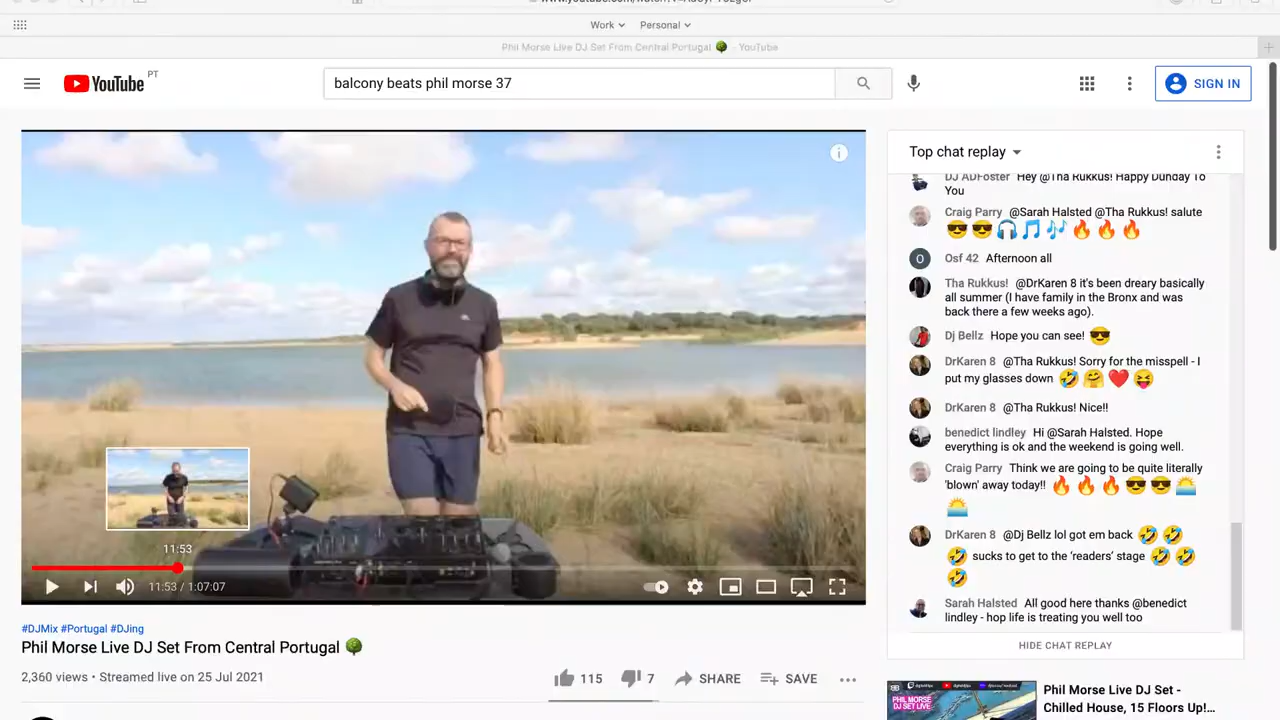 Work
Personal
Phil Morse Live DJ Set From Central Portugal 🌳 - YouTube
YouTube PT
balcony beats phil morse 37
SIGN IN
Top chat replay
DJ ADFoster Hey @Tha Rukkus! Happy Dunday To
You
Craig Parry @Sarah Halsted @Tha Rukkus! salute
😎😎🎧🎵🎶🔥🔥🔥
O
Osf 42 Afternoon all
Tha Rukkus! @DrKaren 8 it's been dreary basically
all summer (I have family in the Bronx and was
back there a few weeks ago).
Dj Bellz Hope you can see! 😎
DrKaren 8 @Tha Rukkus! Sorry for the misspell - I
put my glasses down 🤣🤗❤️😝
DrKaren 8 @Tha Rukkus! Nice!!
benedict lindley Hi @Sarah Halsted. Hope
everything is ok and the weekend is going well.
Craig Parry Think we are going to be quite literally
'blown' away today!! 🔥🔥🔥😎😎🌅
🌅
DrKaren 8 @Dj Bellz lol got em back 🤣🤣
🤣 sucks to get to the 'readers' stage 🤣🤣
🤣
Sarah Halsted All good here thanks @benedict
lindley - hop life is treating you well too
HIDE CHAT REPLAY
11:53
11:53 / 1:07:07
#DJMix #Portugal #DJing
Phil Morse Live DJ Set From Central Portugal 🌳
2,360 views • Streamed live on 25 Jul 2021
115
7
SHARE
SAVE
PHIL MORSE
DJ SET LIVE
Phil Morse Live DJ Set -
Chilled House, 15 Floors Up!...